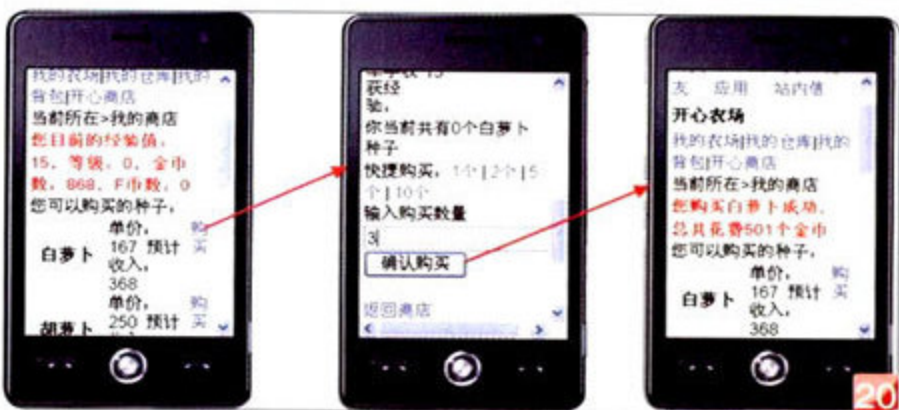 我的农场|我的仓库|我的
背包|开心商店
当前所在>我的商店
您目前的经验值,
15, 等级, 0, 金币
数, 868, F币数, 0
您可以购买的种子,
单价, 购
白萝卜 167 预计 买
收入,
368
单价, 购
胡萝卜 250 预计 买
获经
验,
你当前共有0个白萝卜
种子
快捷购买, 1个|2个|5
个|10个
输入购买数量
3
确认购买
返回商店
友 应用 站内信
开心农场
我的农场|我的仓库|我的
背包|开心商店
当前所在>我的商店
您购买白萝卜成功,
总共花费501个金币
您可以购买的种子,
单价, 购
白萝卜 167 预计 买
收入,
368
20